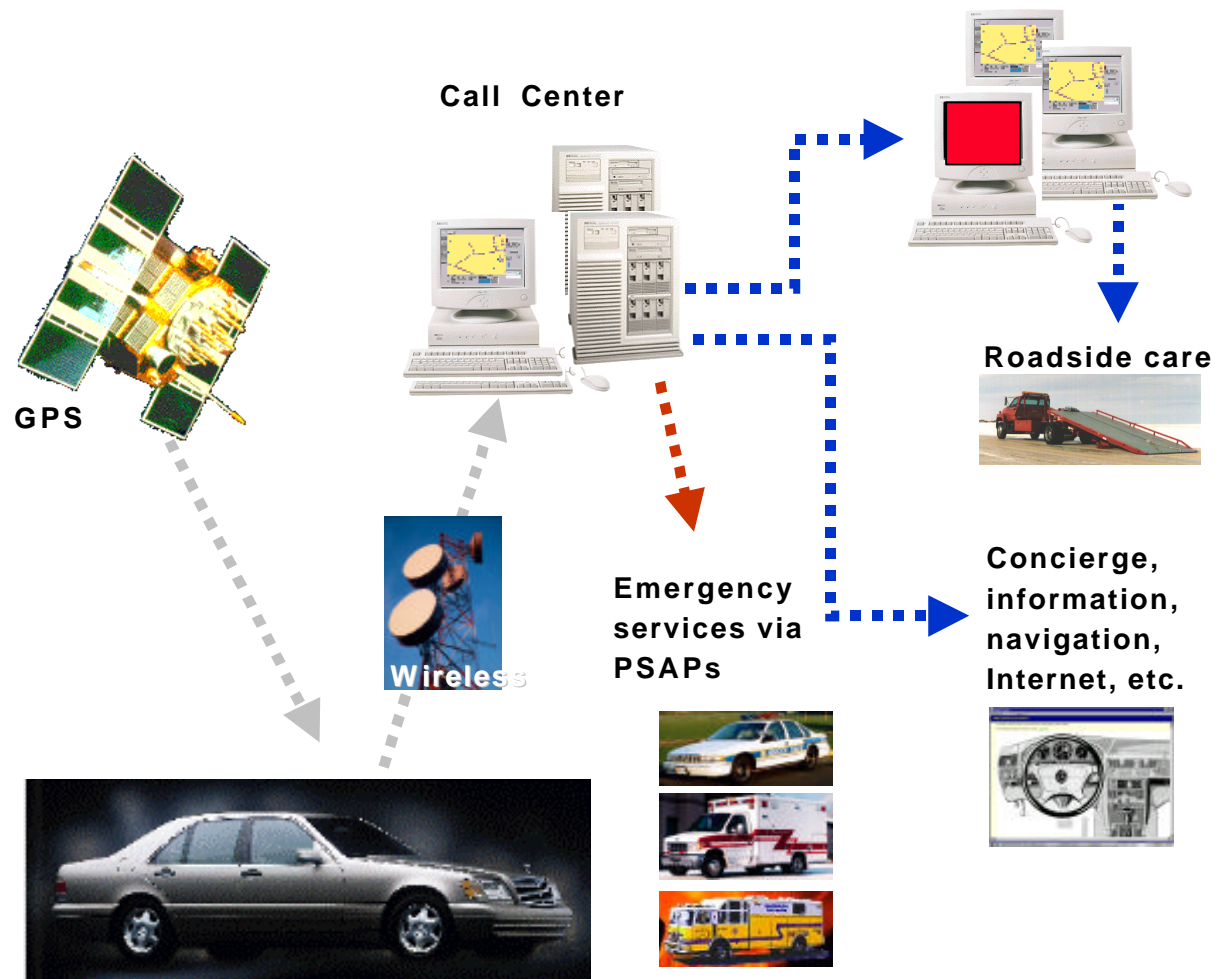 Call Center
GPS
Wireless
Emergency
services via
PSAPs
Roadside care
Concierge,
information,
navigation,
Internet, etc.